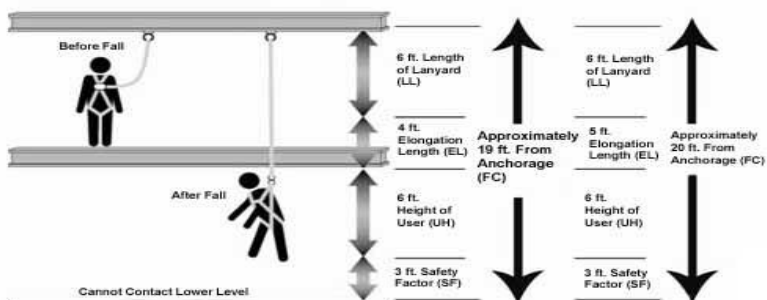 Before Fall
After Fall
Cannot Contact Lower Level
6 ft. Length
of Lanyard
(LL)
4 ft.
Elongation
Length (EL)
6 ft.
Height of
User (UH)
3 ft. Safety
Factor (SF)
Approximately
19 ft. From
Anchorage
(FC)
6 ft. Length
of Lanyard
(LL)
5 ft.
Elongation
Length (EL)
6 ft.
Height of
User (UH)
3 ft. Safety
Factor (SF)
Approximately
20 ft. From
Anchorage (FC)